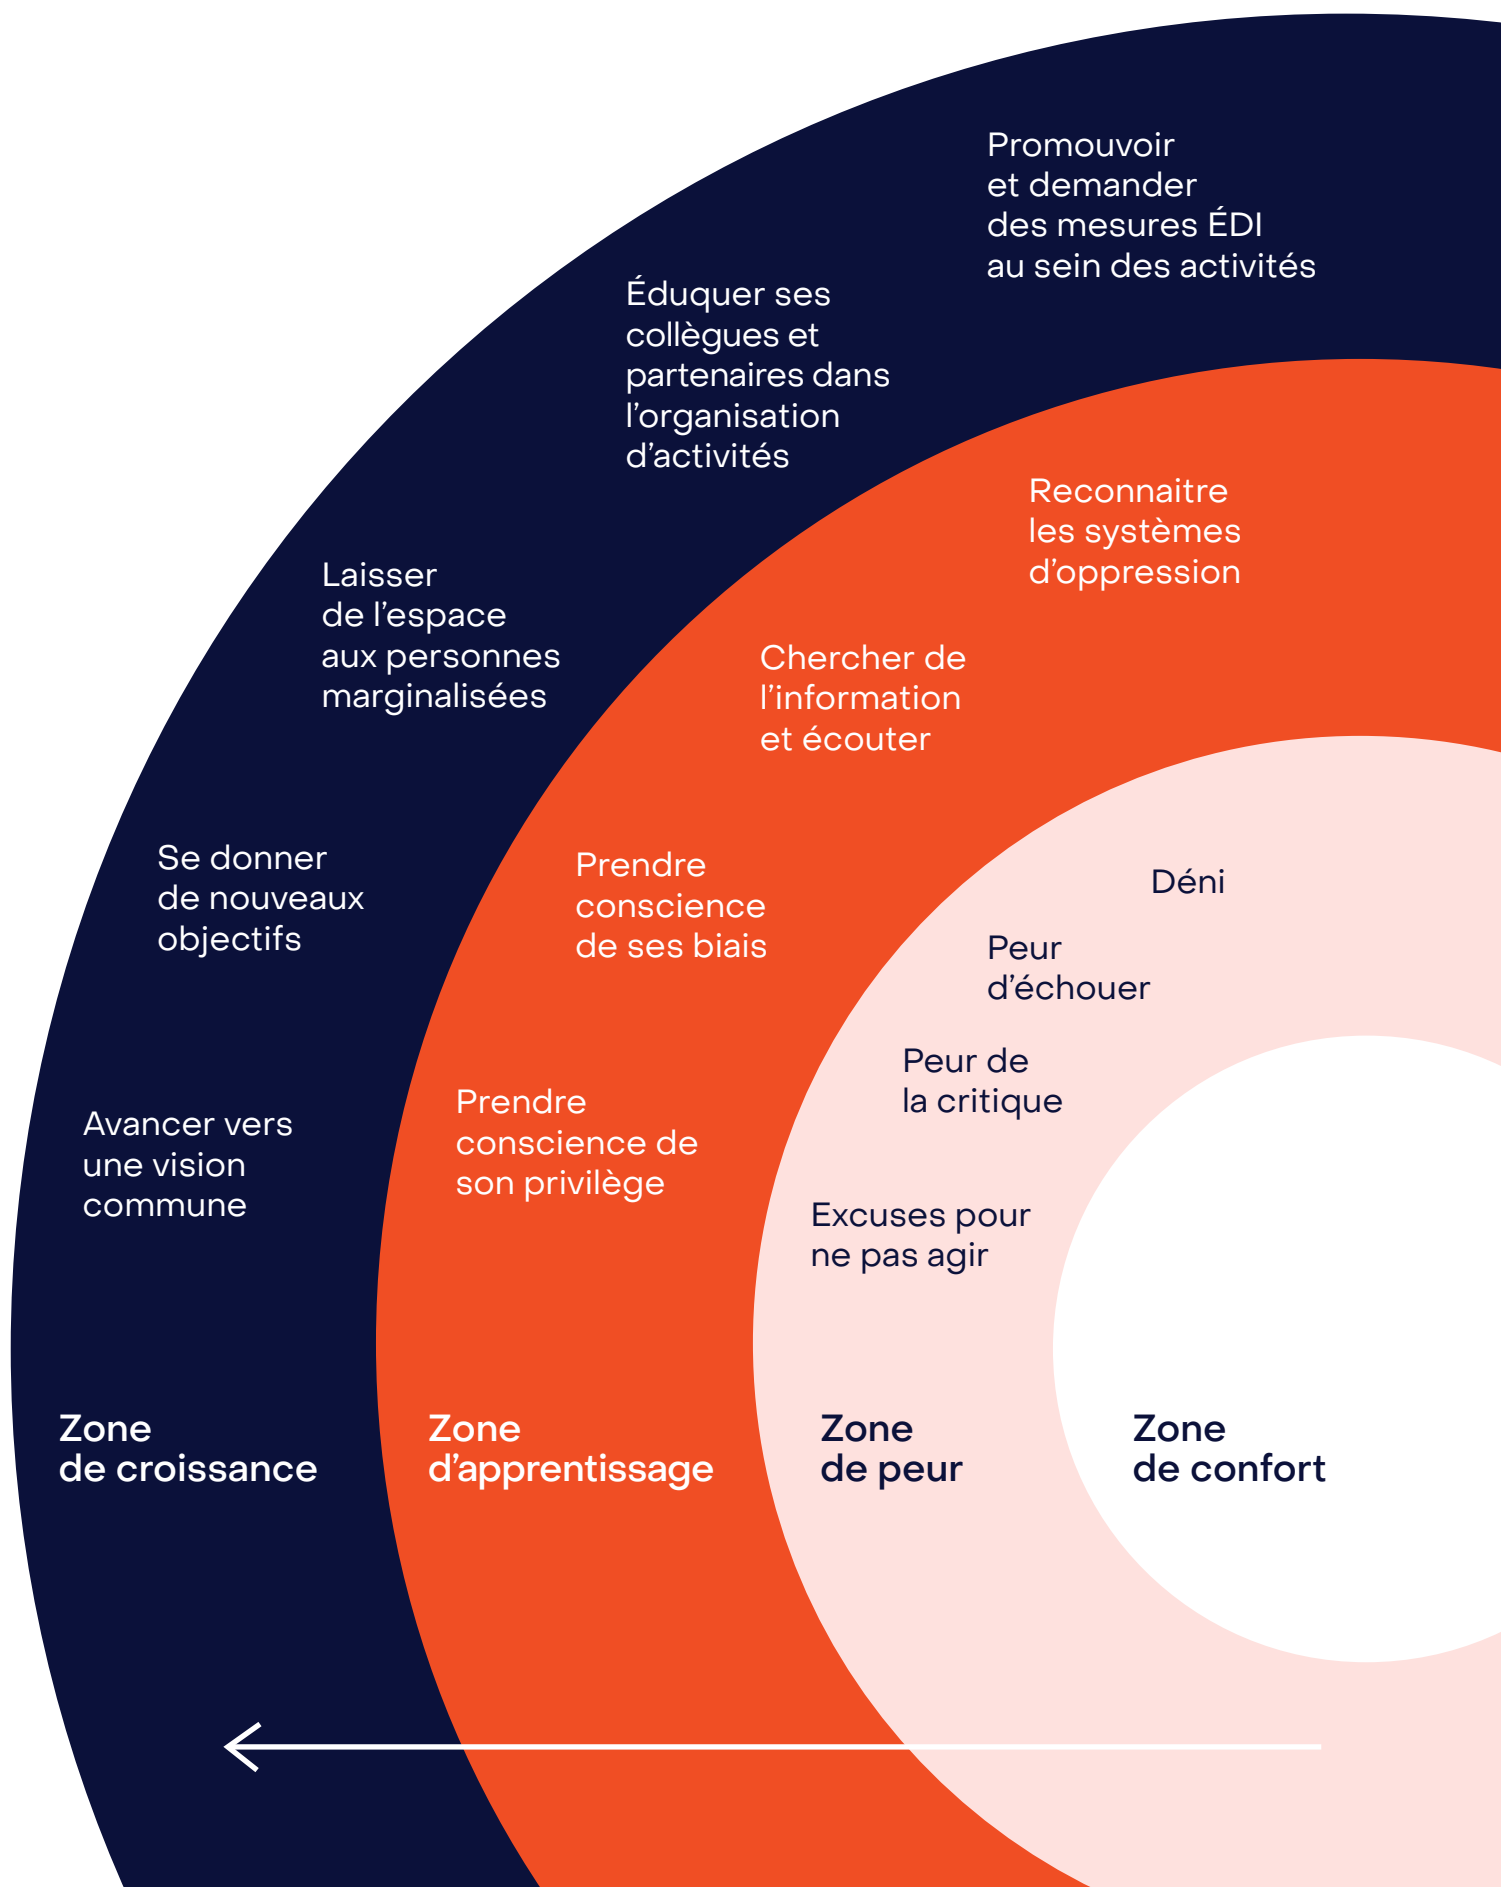 Promouvoir
et demander
des mesures ÉDI
au sein des activités
Éduquer ses
collègues et
partenaires dans
l’organisation
d’activités
Laisser
de l’espace
aux personnes
marginalisées
Se donner
de nouveaux
objectifs
Avancer vers
une vision
commune
Zone
de croissance
Reconnaitre
les systèmes
d’oppression
Chercher de
l’information
et écouter
Prendre
conscience
de ses biais
Prendre
conscience de
son privilège
Zone
d’apprentissage
Déni
Peur
d’échouer
Peur de
la critique
Excuses pour
ne pas agir
Zone
de peur
Zone
de confort